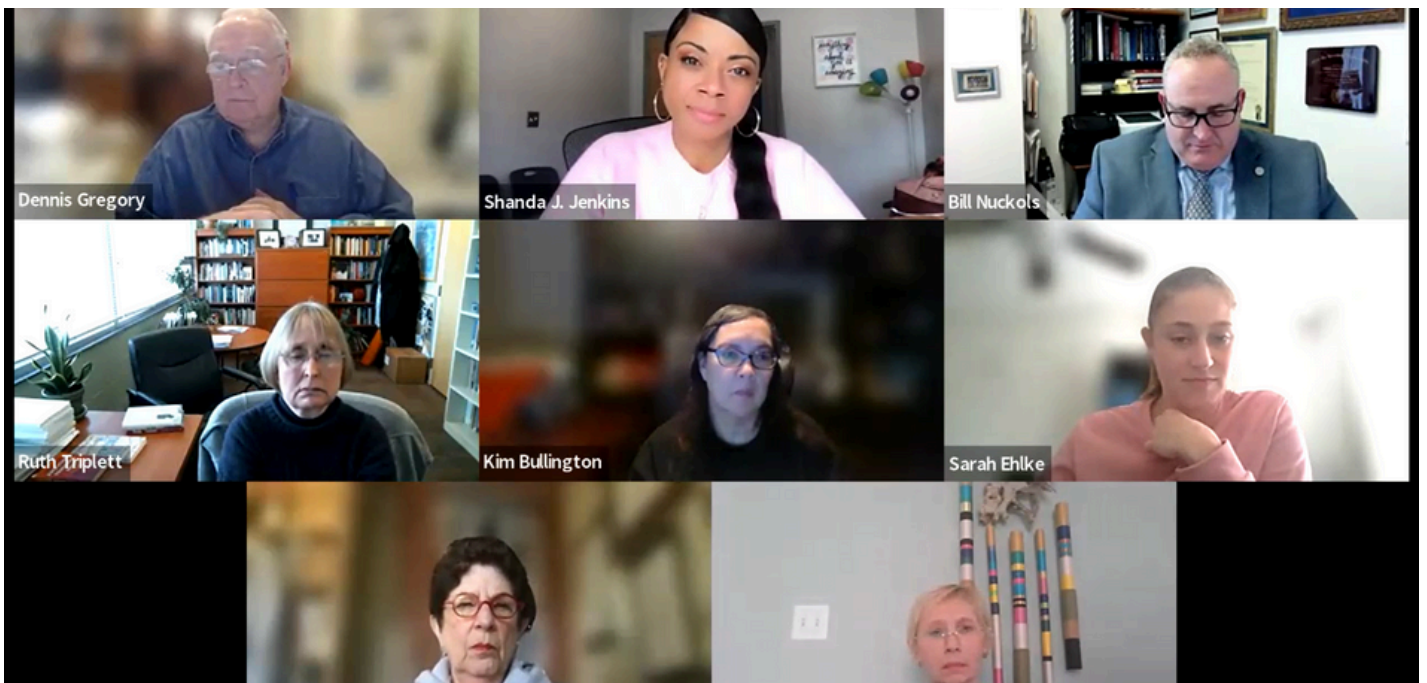 Dennis Gregory
Shanda J. Jenkins
Bill Nuckols
Ruth Triplett
Kim Bullington
Sarah Ehlke